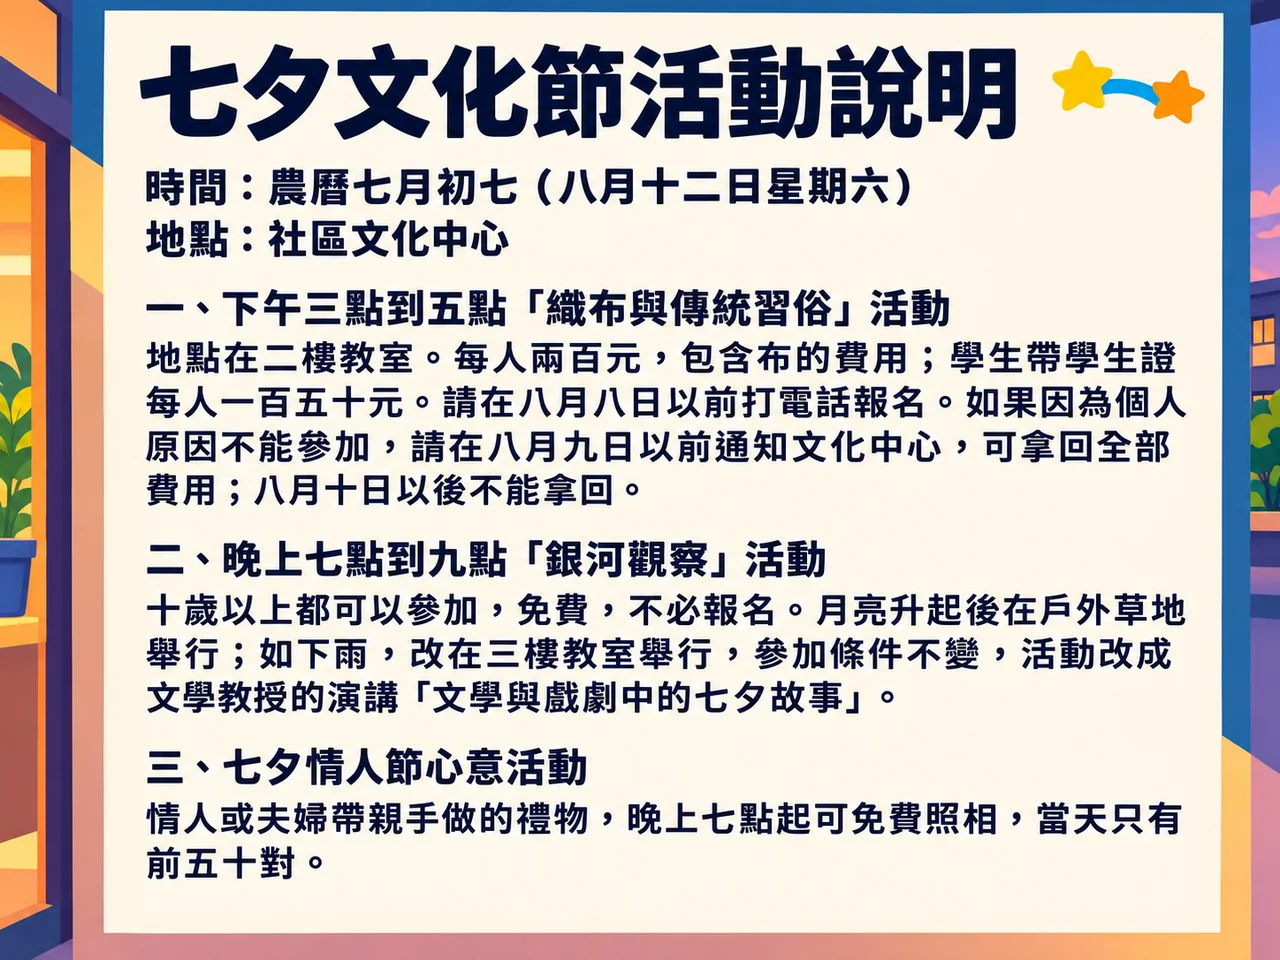 七夕文化節活動說明
時間：農曆七月初七（八月十二日星期六）
地點：社區文化中心
一、下午三點到五點「織布與傳統習俗」活動
地點在二樓教室。每人兩百元，包含布的費用；學生帶學生證
每人一百五十元。請在八月八日以前打電話報名。如果因為個人
原因不能參加，請在八月九日以前通知文化中心，可拿回全部
費用；八月十日以後不能拿回。
二、晚上七點到九點「銀河觀察」活動
十歲以上都可以參加，免費，不必報名。月亮升起後在戶外草地
舉行；如下雨，改在三樓教室舉行，參加條件不變，活動改成
文學教授的演講「文學與戲劇中的七夕故事」。
三、七夕情人節心意活動
情人或夫婦帶親手做的禮物，晚上七點起可免費照相，當天只有
前五十對。